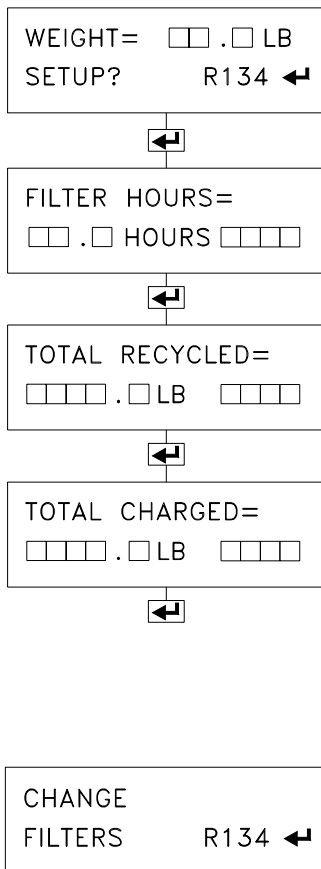 WEIGHT= □□.□ LB
SETUP? R134 ↵
↵
FILTER HOURS=
□□.□ HOURS □□□□
↵
TOTAL RECYCLED=
□□□□.□ LB □□□□
↵
TOTAL CHARGED=
□□□□.□ LB □□□□
↵
CHANGE
FILTERS R134 ↵